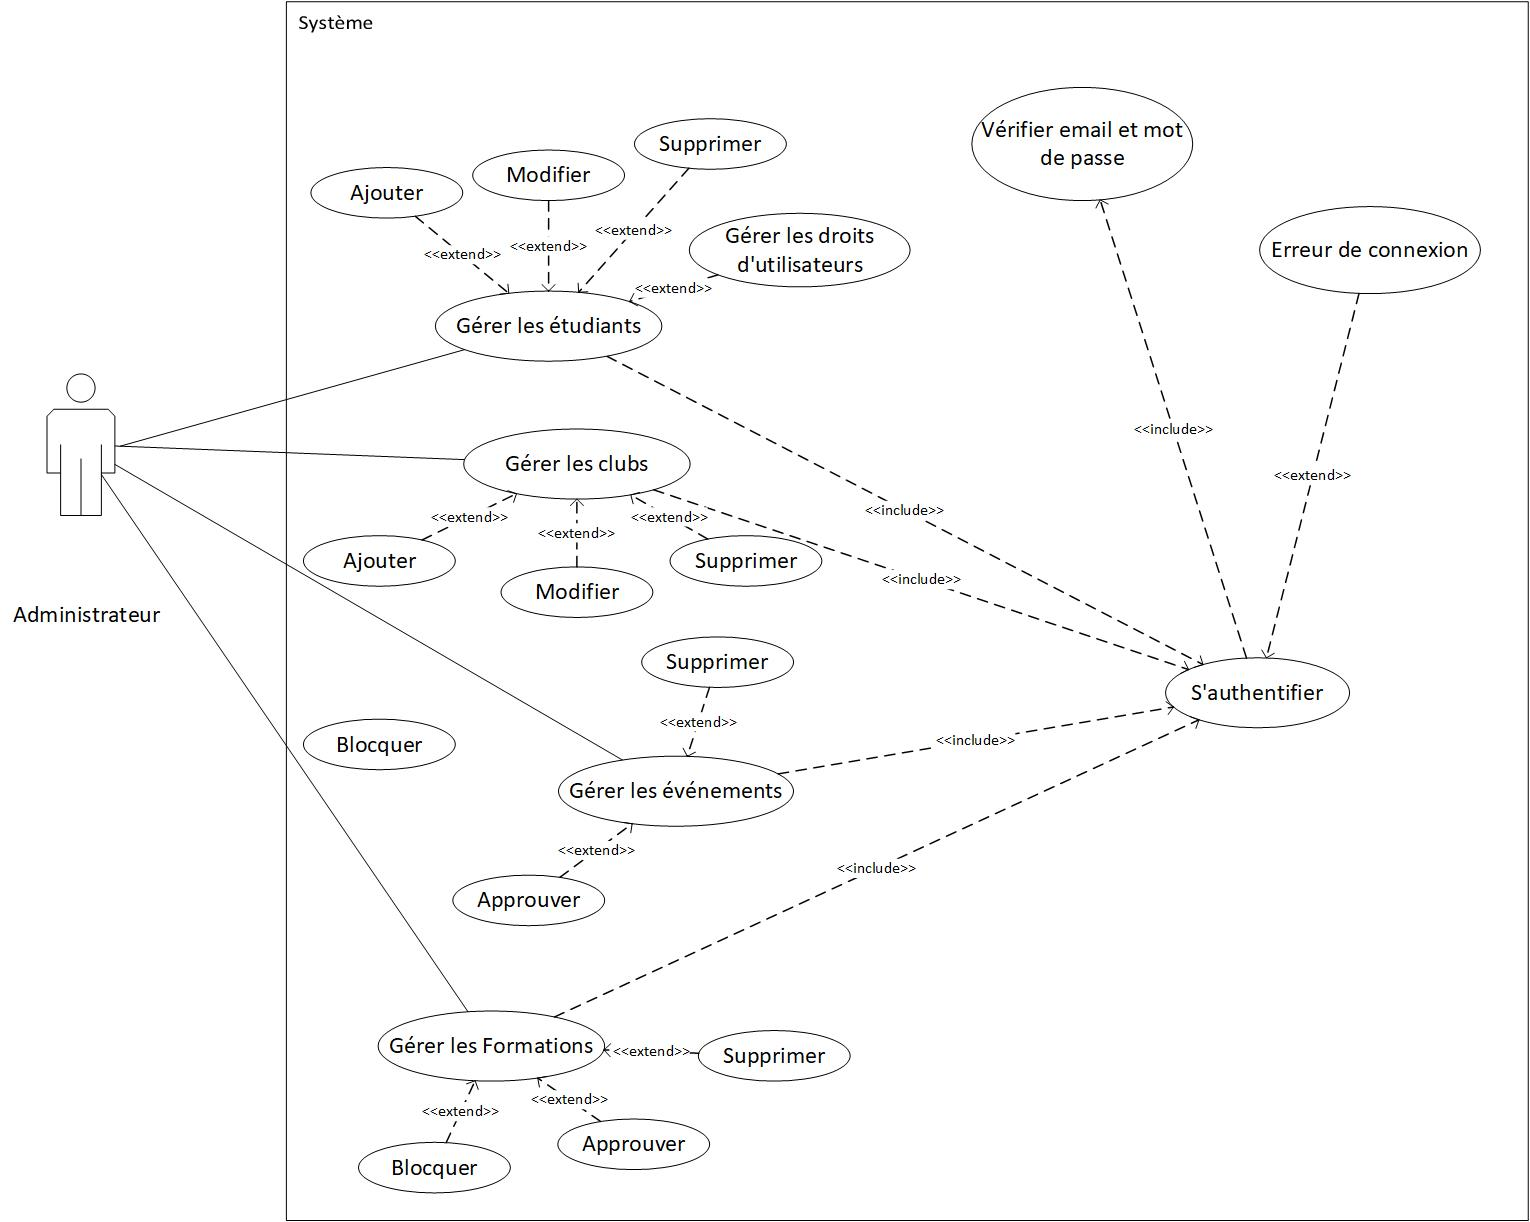 Système
Vérifier email et mot
de passe
Supprimer
Modifier
Ajouter
<<extend>>
<<extend>>
<<extend>>
Gérer les droits
d'utilisateurs
<<extend>>
Erreur de connexion
Gérer les étudiants
<<include>>
<<extend>>
Gérer les clubs
<<include>>
<<extend>>
<<extend>>
<<extend>>
Ajouter
Modifier
Supprimer
<<include>>
Administrateur
Supprimer
S'authentifier
<<extend>>
<<include>>
Blocquer
Gérer les événements
<<extend>>
<<include>>
Approuver
Gérer les Formations
<<extend>>
Supprimer
<<extend>>
<<extend>>
Approuver
Blocquer